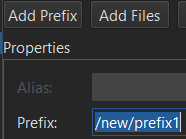 Add Prefix Add Files
Properties
Alias:
Prefix: /new/prefix1